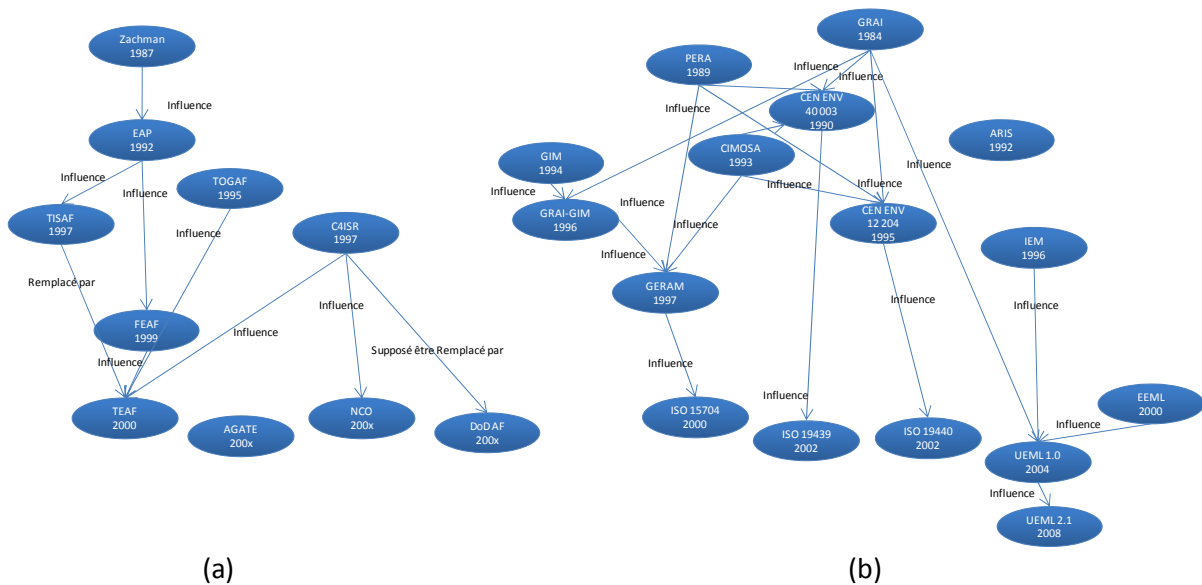 Zachman
1987
Influence
EAP
1992
Influence
Influence
TOGAF
1995
TISAF
1997
Influence
C4ISR
1997
Remplacé par
Influence
FEAF
1999
Influence
Influence
Supposé être Remplacé par
TEAF
2000
AGATE
200x
NCO
200x
DoDAF
200x
(a)
GRAI
1984
PERA
1989
Influence
Influence
Influence
CEN ENV
40 003
1990
ARIS
1992
GIM
1994
CIMOSA
1993
Influence
Influence
Influence
GRAI-GIM
1996
Influence
Influence
CEN ENV
12 204
1995
IEM
1996
Influence
GERAM
1997
Influence
Influence
Influence
ISO 15704
2000
Influence
ISO 19439
2002
ISO 19440
2002
EEML
2000
Influence
UEML 1.0
2004
Influence
UEML 2.1
2008
(b)